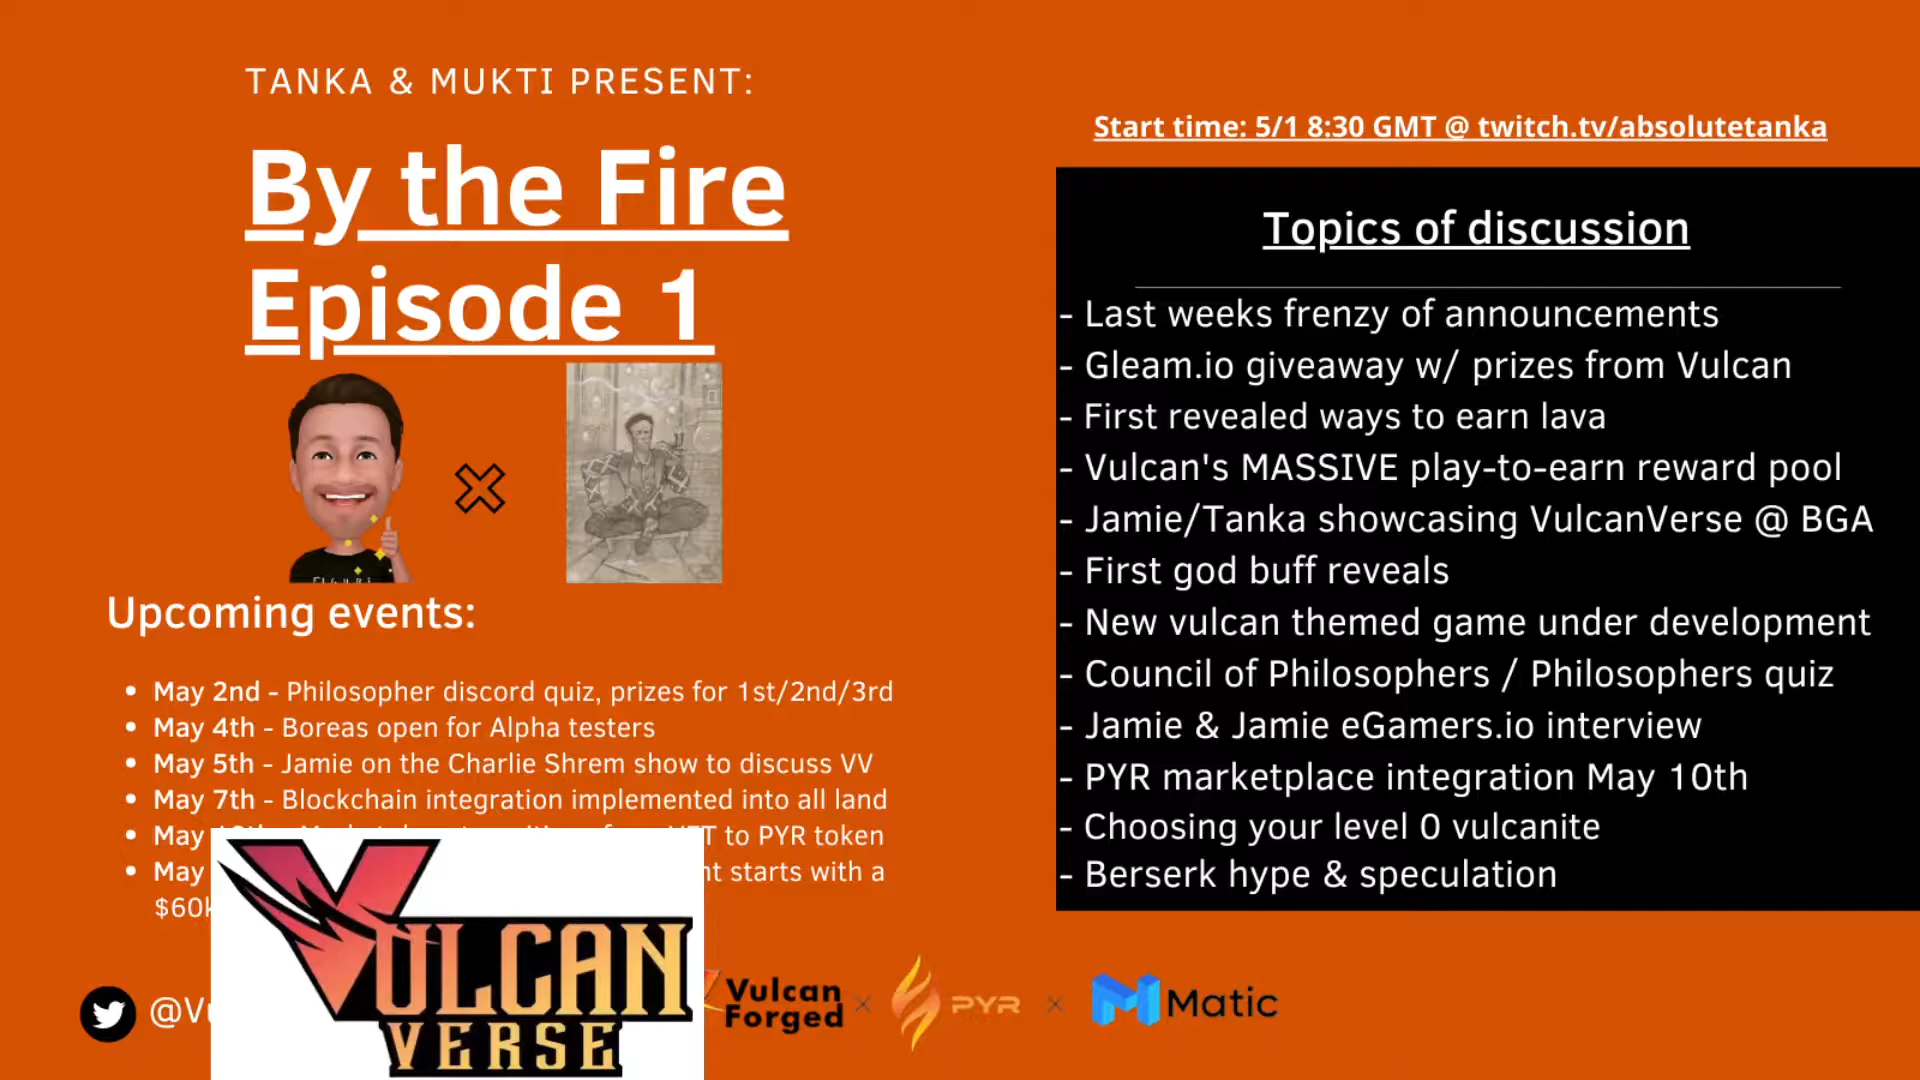 TANKA & MUKTI PRESENT:
By the Fire
Episode 1
Upcoming events:
• May 2nd - Philosopher discord quiz, prizes for 1st/2nd/3rd
• May 4th - Boreas open for Alpha testers
• May 5th - Jamie on the Charlie Shrem show to discuss VV
• May 7th - Blockchain integration implemented into all land
• May to PYR token
• May starts with a
Start time: 5/1 8:30 GMT @ twitch.tv/absolutetanka
Topics of discussion
- Last weeks frenzy of announcements
- Gleam.io giveaway w/ prizes from Vulcan
- First revealed ways to earn lava
- Vulcan's MASSIVE play-to-earn reward pool
- Jamie/Tanka showcasing VulcanVerse @ BGA
- First god buff reveals
- New vulcan themed game under development
- Council of Philosophers / Philosophers quiz
- Jamie & Jamie eGamers.io interview
- PYR marketplace integration May 10th
- Choosing your level 0 vulcanite
- Berserk hype & speculation
VULCAN
VERSE
Vulcan
Forged
PYR
Matic